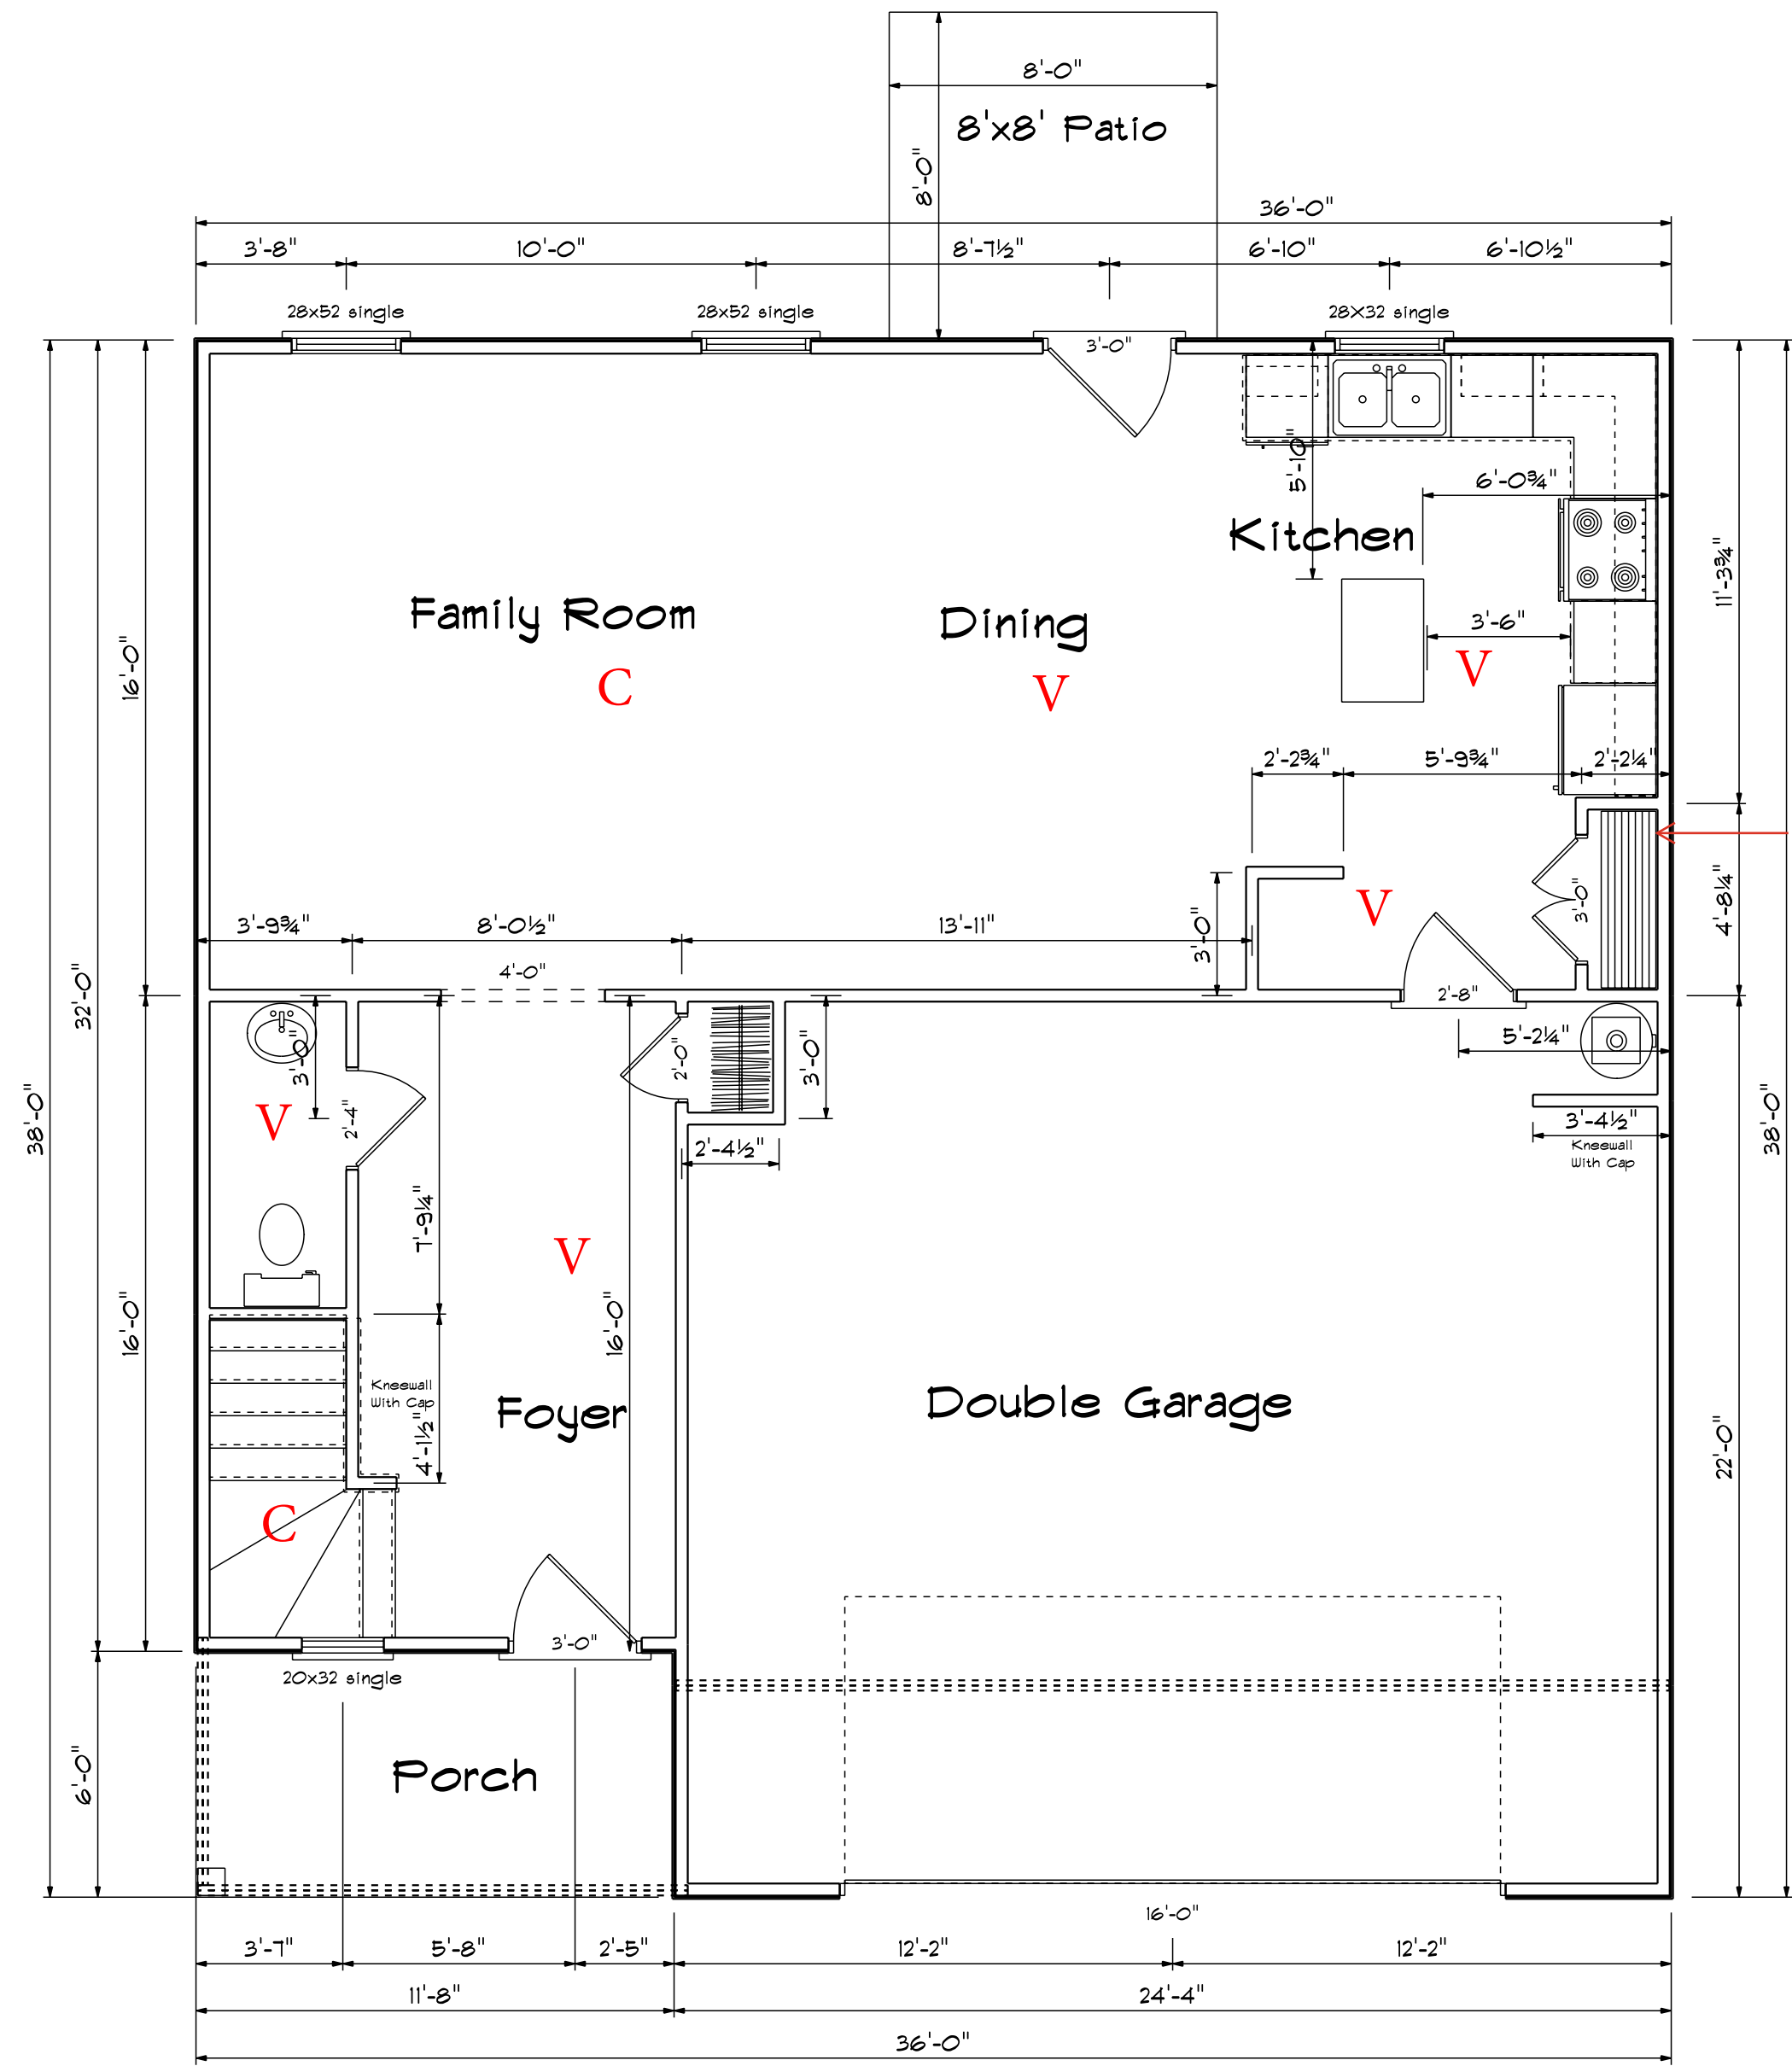 8'-0"
8'x8' Patio
8'-0"
36'-0"
3'-8"
10'-0"
8'-7½"
6'-10"
6'-10½"
28x52 single
28x52 single
28X32 single
3'-0"
5'-10"
6'-0¾"
Kitchen
11'-3¾"
Family Room
Dining
3'-6"
16'-0"
C
V
V
2'-2¾"
5'-9¾"
2'-2¼"
3'-9¾"
8'-0½"
13'-11"
3'-0"
V
3'-0"
4'-8¼"
32'-0"
4'-0"
2'-8"
3'-0"
2'-0"
3'-0"
5'-2¼"
38'-0"
V
2'-4"
2'-4½"
3'-4½"
Kneewall
With Cap
38'-0"
7'-9¼"
V
16'-0"
16'-0"
Kneewall
With Cap
Foyer
Double Garage
4'-1½"
22'-0"
C
3'-0"
20x32 single
Porch
6'-0"
16'-0"
3'-7"
5'-8"
2'-5"
12'-2"
12'-2"
11'-8"
24'-4"
36'-0"